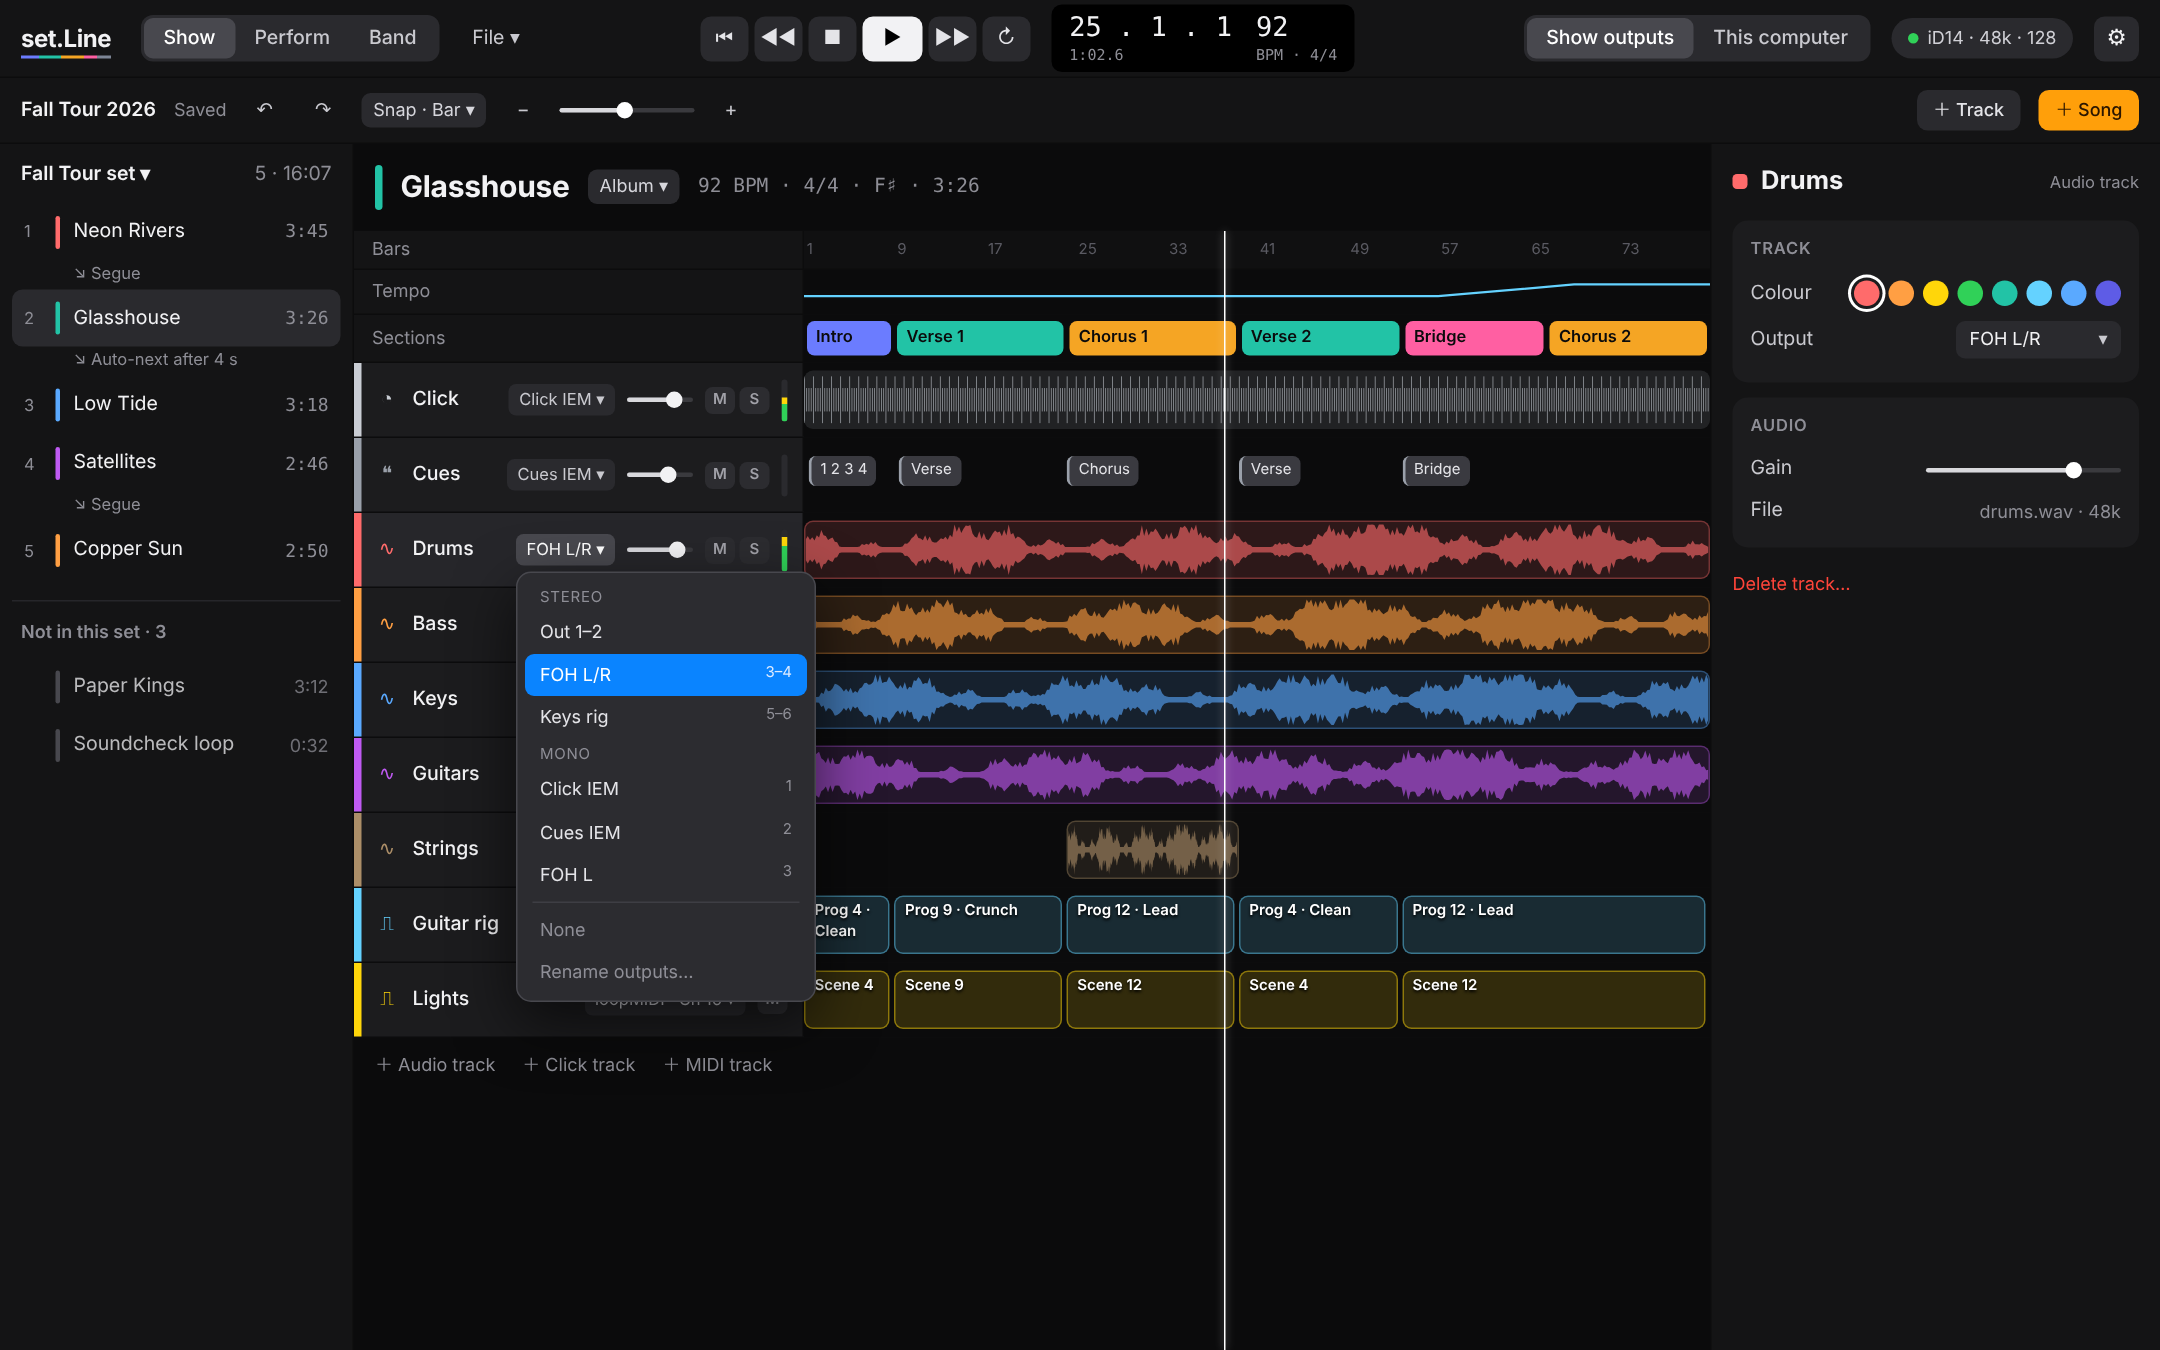 set.Line Show Perform Band File ▾
25 . 1 . 1 92
1:02.6 BPM · 4/4
Show outputs This computer iD14 · 48k · 128
Fall Tour 2026 Saved Snap · Bar ▾ − + + Track + Song
Fall Tour set ▾ 5 · 16:07
1 Neon Rivers 3:45
↘ Segue
2 Glasshouse 3:26
↘ Auto-next after 4 s
3 Low Tide 3:18
4 Satellites 2:46
↘ Segue
5 Copper Sun 2:50
Not in this set · 3
Paper Kings 3:12
Soundcheck loop 0:32
Glasshouse Album ▾ 92 BPM · 4/4 · F♯ · 3:26
Bars 1 9 17 25 33 41 49 57 65 73
Tempo
Sections Intro Verse 1 Chorus 1 Verse 2 Bridge Chorus 2
Click Click IEM ▾ M S
Cues Cues IEM ▾ M S 1 2 3 4 Verse Chorus Verse Bridge
Drums FOH L/R ▾ M S
Bass
Keys
Guitars
Strings
Guitar rig Prog 4 · Clean Prog 9 · Crunch Prog 12 · Lead Prog 4 · Clean Prog 12 · Lead
Lights Scene 4 Scene 9 Scene 12 Scene 4 Scene 12
STEREO
Out 1–2
FOH L/R 3–4
Keys rig 5–6
MONO
Click IEM 1
Cues IEM 2
FOH L 3
None
Rename outputs...
+ Audio track + Click track + MIDI track
Drums Audio track
TRACK
Colour
Output FOH L/R ▾
AUDIO
Gain
File drums.wav · 48k
Delete track...